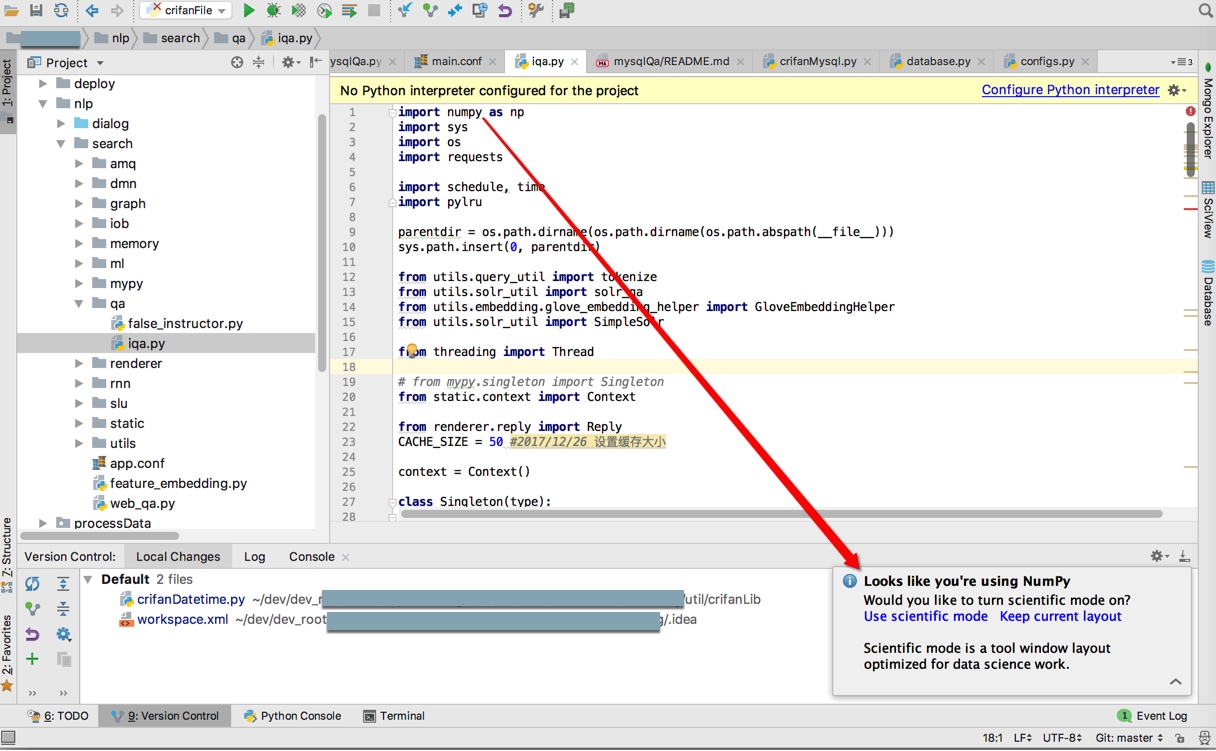 crifanFile
nlp
search
qa
iqa.py
1: Project
Project
ysqlQa.py
main.conf
iqa.py
mysqlQa/README.md
crifanMysql.py
database.py
configs.py
3
No Python interpreter configured for the project
Configure Python interpreter
deploy
nlp
dialog
search
amq
dmn
graph
iob
memory
ml
mypy
qa
false_instructor.py
iqa.py
renderer
rnn
slu
static
utils
app.conf
feature_embedding.py
web_qa.py
processData
1 import numpy as np
2 import sys
3 import os
4 import requests
5
6 import schedule, time
7 import pylru
8
9 parentdir = os.path.dirname(os.path.dirname(os.path.abspath(__file__)))
10 sys.path.insert(0, parentdir)
11
12 from utils.query_util import tokenize
13 from utils.solr_util import solr_qa
14 from utils.embedding.glove_embedding_helper import GloveEmbeddingHelper
15 from utils.solr_util import SimpleSolr
16
17 from threading import Thread
18
19 # from mypy.singleton import Singleton
20 from static.context import Context
21
22 from renderer.reply import Reply
23 CACHE_SIZE = 50 #2017/12/26 设置缓存大小
24
25 context = Context()
26
27 class Singleton(type):
28
Mongo Explorer
SciView
Database
7: Structure
2: Favorites
Version Control:
Local Changes
Log
Console
Default 2 files
crifanDatetime.py ~/dev/dev_r /util/crifanLib
workspace.xml ~/dev/dev_root g/.idea
Looks like you're using NumPy
Would you like to turn scientific mode on?
Use scientific mode Keep current layout
Scientific mode is a tool window layout
optimized for data science work.
6: TODO
9: Version Control
Python Console
Terminal
1 Event Log
18:1
LF
UTF-8
Git: master